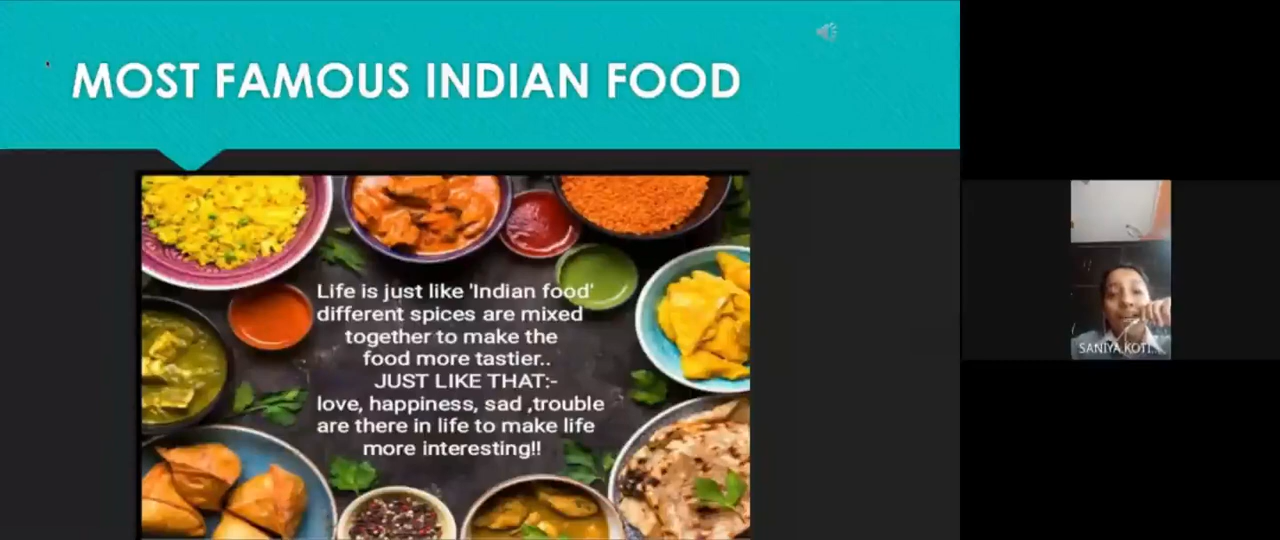 MOST FAMOUS INDIAN FOOD
Life is just like 'Indian food'
different spices are mixed
together to make the
food more tastier..
JUST LIKE THAT:-
love, happiness, sad ,trouble
are there in life to make life
more interesting!!
SANIYA KOTI...